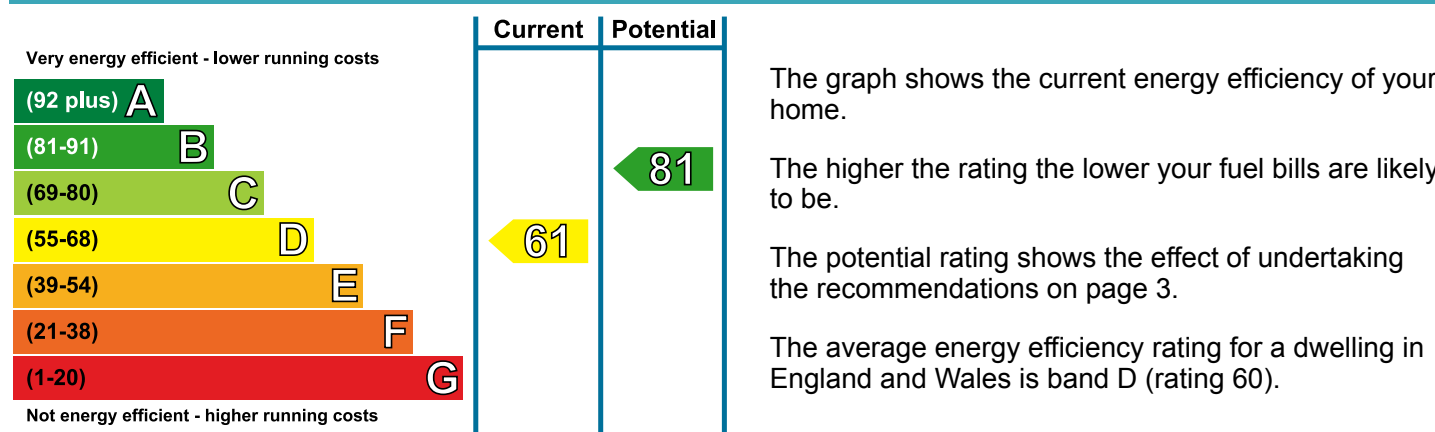 Current Potential
Very energy efficient - lower running costs
(92 plus) A
(81-91) B
(69-80) C
(55-68) D
(39-54) E
(21-38) F
(1-20) G
Not energy efficient - higher running costs
81
61
The graph shows the current energy efficiency of your
home.
The higher the rating the lower your fuel bills are likely
to be.
The potential rating shows the effect of undertaking
the recommendations on page 3.
The average energy efficiency rating for a dwelling in
England and Wales is band D (rating 60).